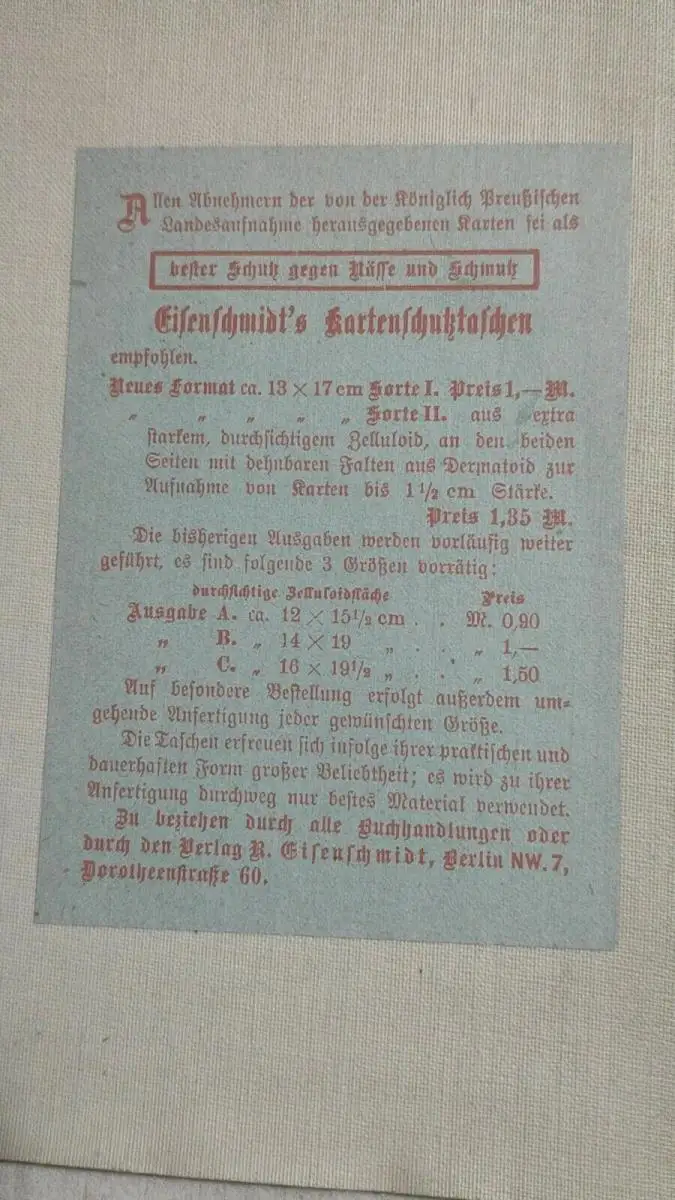 Allen Abnehmern der von der Königlich Preußischen
Landesaufnahme herausgegebenen Karten sei als
bester Schutz gegen Nässe und Schmutz
Eisenschmidt's Kartenschutztaschen
empfohlen.
Neues Format ca. 13 × 17 cm Sorte I. Preis 1,— M.
„ „ „ „ „ Sorte II. aus extra
starkem, durchsichtigem Zelluloid, an den beiden
Seiten mit dehnbaren Falten aus Dermatoid zur
Aufnahme von Karten bis 1 1/2 cm Stärke.
Preis 1,35 M.
Die bisherigen Ausgaben werden vorläufig weiter
geführt, es sind folgende 3 Größen vorrätig:
durchsichtige Zelluloidfläche Preis
Ausgabe A. ca. 12 × 15 1/2 cm . . M. 0,90
„ B. „ 14 × 19 „ . „ 1,—
„ C. „ 16 × 19 1/2 „ . . „ 1,50
Auf besondere Bestellung erfolgt außerdem um-
gehende Anfertigung jeder gewünschten Größe.
Die Taschen erfreuen sich infolge ihrer praktischen und
dauerhaften Form großer Beliebtheit; es wird zu ihrer
Anfertigung durchweg nur bestes Material verwendet.
Zu beziehen durch alle Buchhandlungen oder
durch den Verlag R. Eisenschmidt, Berlin NW. 7,
Dorotheenstraße 60.